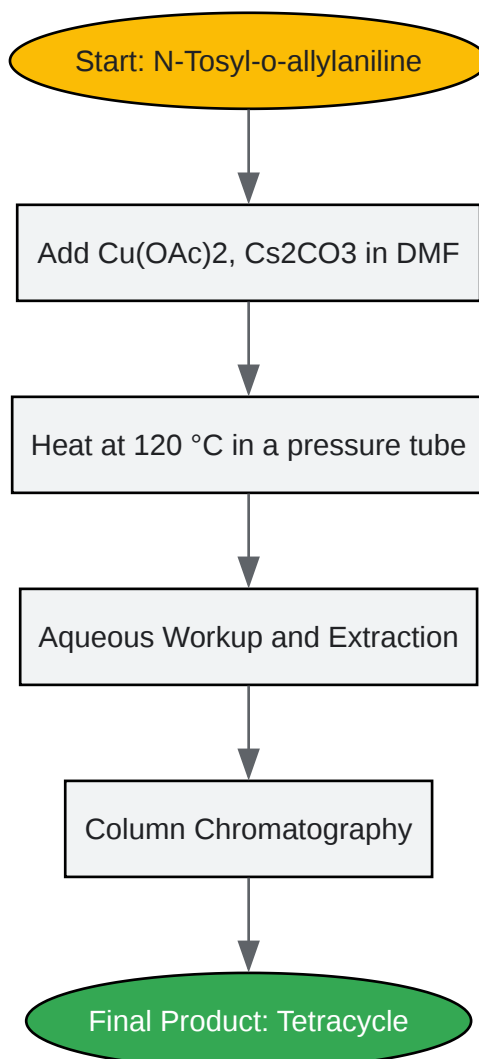 Start: N-Tosyl-o-allylaniline
Add Cu(OAc)2, Cs2CO3 in DMF
Heat at 120 °C in a pressure tube
Aqueous Workup and Extraction
Column Chromatography
Final Product: Tetracycle